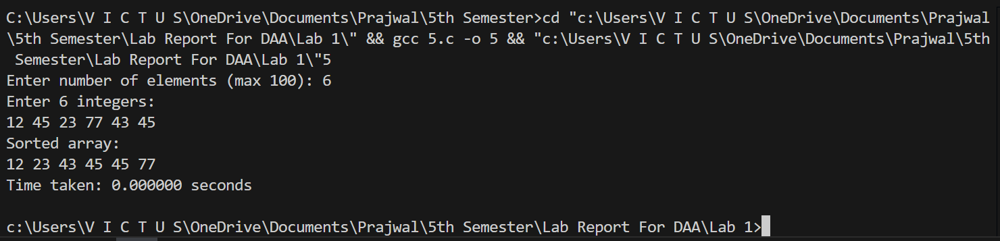 C:\Users\V I C T U S\OneDrive\Documents\Prajwal\5th Semester>cd "c:\Users\V I C T U S\OneDrive\Documents\Prajwal
\5th Semester\Lab Report For DAA\Lab 1\" && gcc 5.c -o 5 && "c:\Users\V I C T U S\OneDrive\Documents\Prajwal\5th
 Semester\Lab Report For DAA\Lab 1\"5
Enter number of elements (max 100): 6
Enter 6 integers:
12 45 23 77 43 45
Sorted array:
12 23 43 45 45 77
Time taken: 0.000000 seconds
c:\Users\V I C T U S\OneDrive\Documents\Prajwal\5th Semester\Lab Report For DAA\Lab 1>